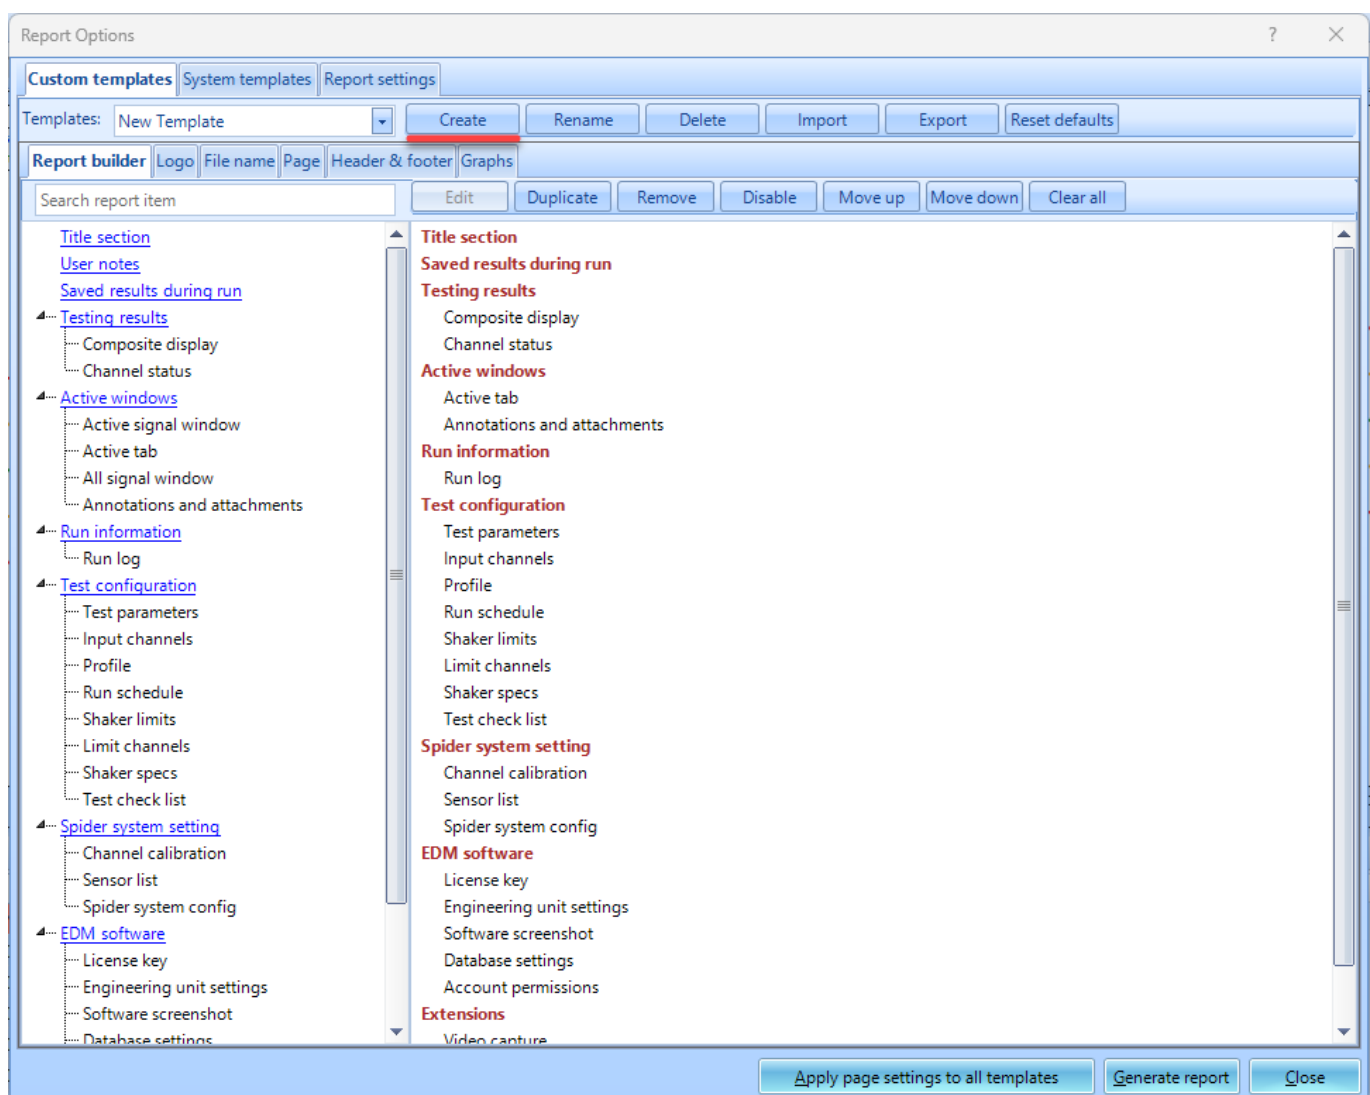 Report Options ?
Custom templates System templates Report settings
Templates: New Template Create Rename Delete Import Export Reset defaults
Report builder Logo File name Page Header & footer Graphs
Search report item Edit Duplicate Remove Disable Move up Move down Clear all
Title section
User notes
Saved results during run
Testing results
Composite display
Channel status
Active windows
Active signal window
Active tab
All signal window
Annotations and attachments
Run information
Run log
Test configuration
Test parameters
Input channels
Profile
Run schedule
Shaker limits
Limit channels
Shaker specs
Test check list
Spider system setting
Channel calibration
Sensor list
Spider system config
EDM software
License key
Engineering unit settings
Software screenshot
Database settings
Title section
Saved results during run
Testing results
Composite display
Channel status
Active windows
Active tab
Annotations and attachments
Run information
Run log
Test configuration
Test parameters
Input channels
Profile
Run schedule
Shaker limits
Limit channels
Shaker specs
Test check list
Spider system setting
Channel calibration
Sensor list
Spider system config
EDM software
License key
Engineering unit settings
Software screenshot
Database settings
Account permissions
Extensions
Video capture
Apply page settings to all templates Generate report Close